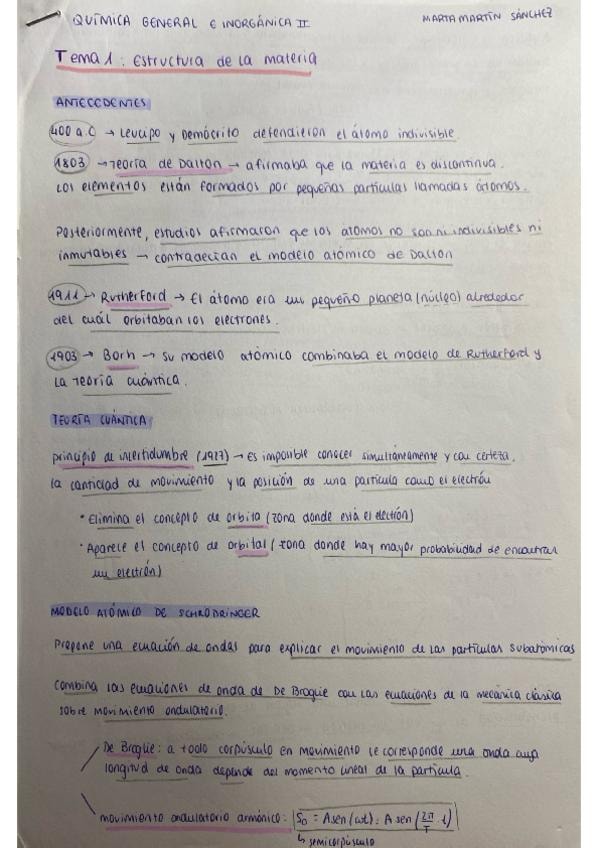 QUÍMICA GENERAL E INORGÁNICA II
MARTA MARTÍN SÁNCHEZ
Tema 1: Estructura de la materia
ANTECEDENTES
400 a.C → Leucipo y Demócrito defendieron el átomo indivisible.
1803 → Teoría de Dalton → afirmaba que la materia es discontinua.
Los elementos están formados por pequeñas partículas llamadas átomos.
Posteriormente, estudios afirmaron que los átomos no son ni indivisibles ni
inmutables → contradecían el modelo atómico de Dalton
1911 → Rutherford → El átomo era un pequeño planeta (núcleo) alrededor
del cuál orbitaban los electrones.
1903 → Borh → Su modelo atómico combinaba el modelo de Rutherford y
la teoría cuántica.
TEORÍA CUÁNTICA
principio de incertidumbre (1927) → Es imposible conocer simultáneamente y con certeza,
la cantidad de movimiento y la posición de una partícula como el electrón
· Elimina el concepto de orbita (zona donde está el electrón)
· Aparece el concepto de orbital (zona donde hay mayor probabilidad de encontrar
un electrón)
MODELO ATÓMICO DE SCHRODRINGER
Propone una ecuación de ondas para explicar el movimiento de las partículas subatómicas
Combina las ecuaciones de onda de De Broglie con las ecuaciones de la mecánica clásica
sobre movimiento ondulatorio.
De Broglie: a todo corpúsculo en movimiento le corresponde una onda cuya
longitud de onda depende del momento lineal de la partícula.
movimiento ondulatorio armónico: S₀ = A sen (ωt) = A sen (2π/T · t)
↳ semicorpúsculo